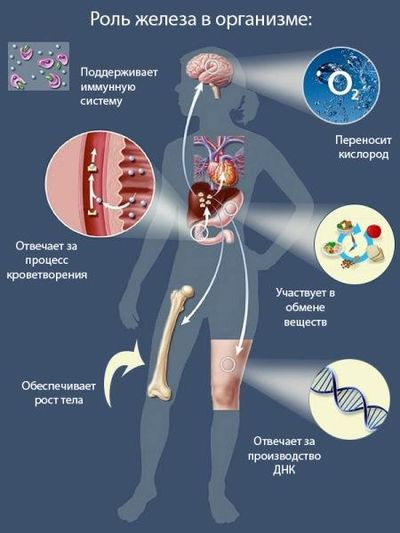 Роль железа в организме:
Поддерживает
иммунную
систему
O2
Переносит
кислород
Отвечает за
процесс
кроветворения
Участвует в
обмене
веществ
Обеспечивает
рост тела
Отвечает за
производство
ДНК